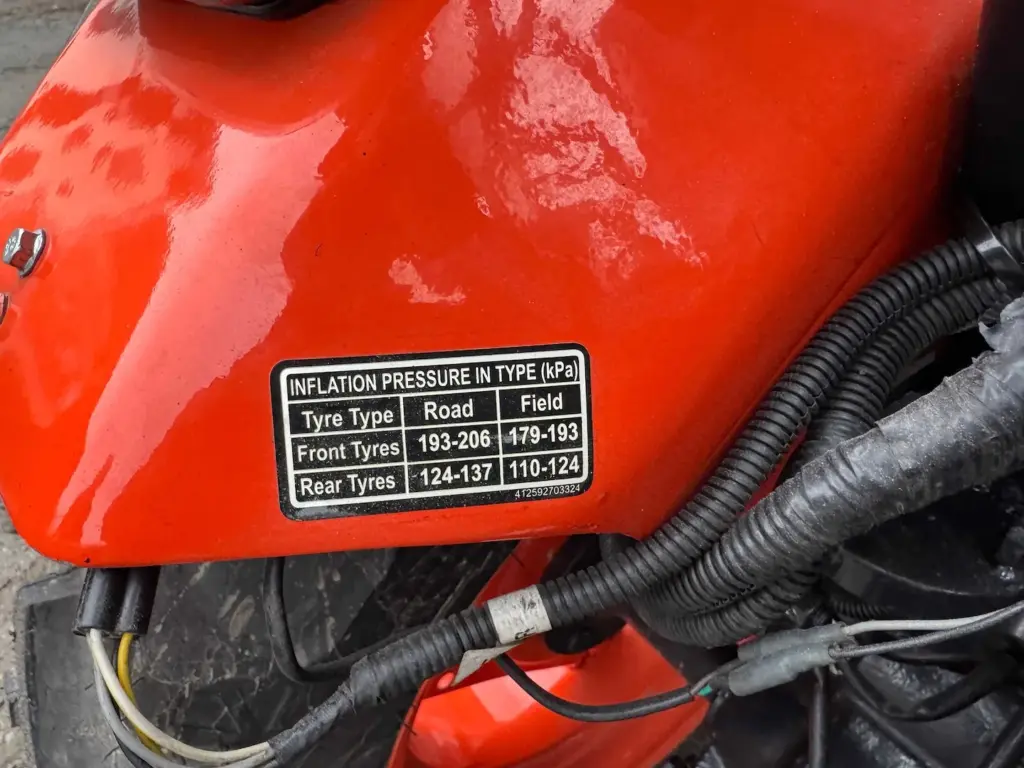 INFLATION PRESSURE IN TYPE (kPa)
Tyre Type Road Field
Front Tyres 193-206 179-193
Rear Tyres 124-137 110-124
412592703324